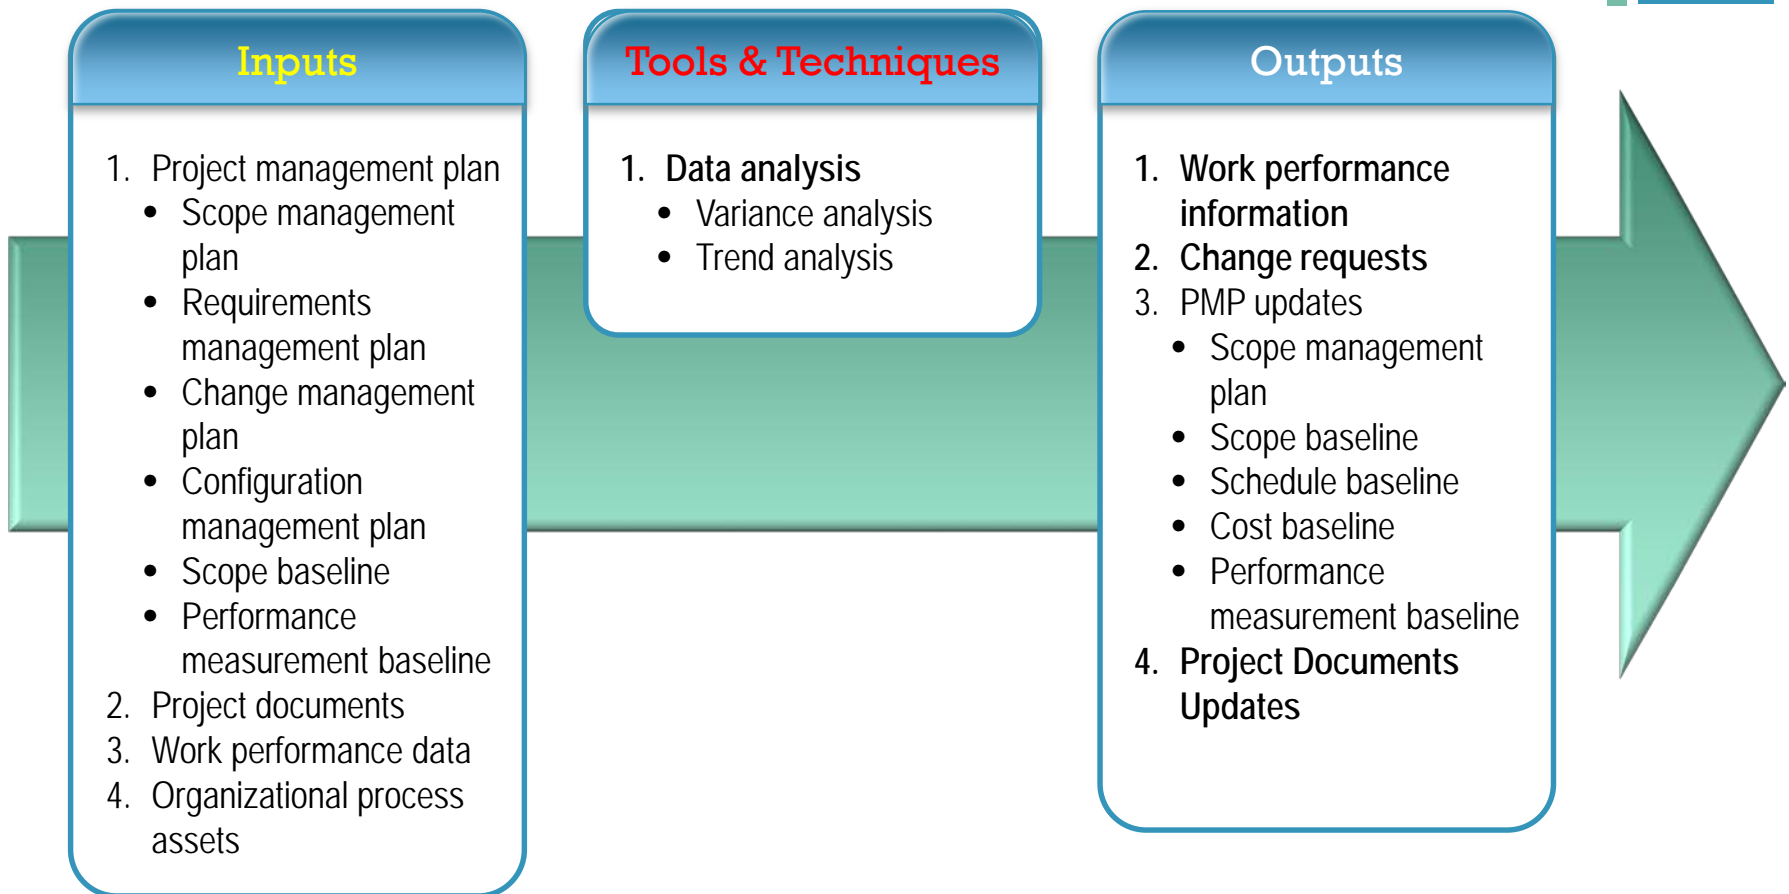 Inputs
1. Project management plan
• Scope management
plan
• Requirements
management plan
• Change management
plan
• Configuration
management plan
• Scope baseline
• Performance
measurement baseline
2. Project documents
3. Work performance data
4. Organizational process
assets
Tools & Techniques
1. Data analysis
• Variance analysis
• Trend analysis
Outputs
1. Work performance
information
2. Change requests
3. PMP updates
• Scope management
plan
• Scope baseline
• Schedule baseline
• Cost baseline
• Performance
measurement baseline
4. Project Documents
Updates